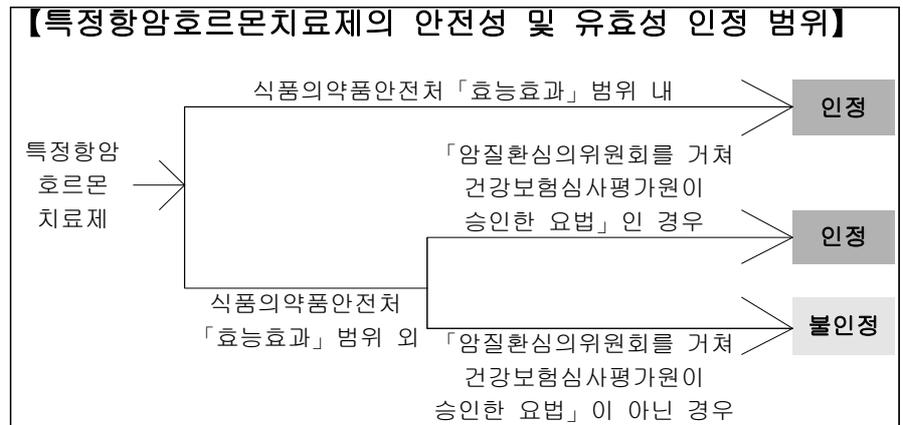 【특정항암호르몬치료제의 안전성 및 유효성 인정 범위】
식품의약품안전처「효능효과」범위 내
인정
특정항암
호르몬
치료제
「암질환심의위원회를 거쳐
건강보험심사평가원이
승인한 요법」인 경우
인정
식품의약품안전처
「효능효과」범위 외
불인정
「암질환심의위원회를 거쳐
건강보험심사평가원이
승인한 요법」이 아닌 경우